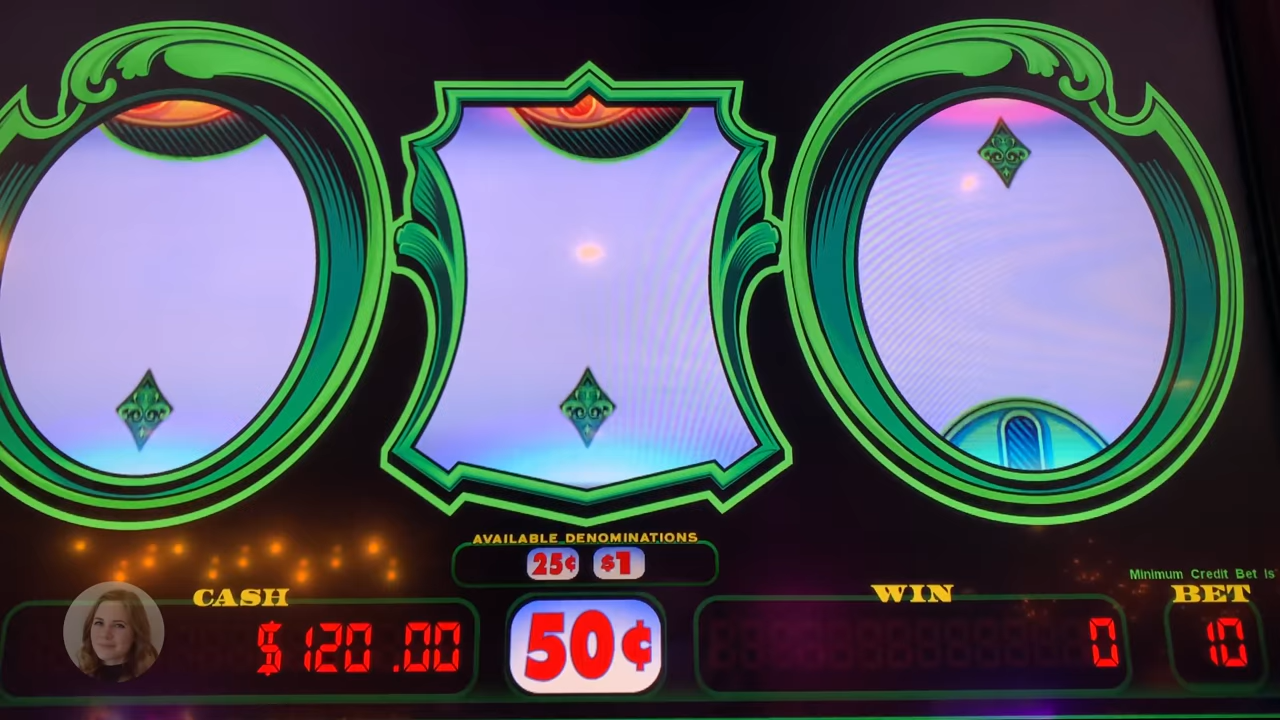 AVAILABLE DENOMINATIONS
25¢ $1
Minimum Credit Bet Is
CASH
WIN
BET
$120.00
50¢
0
10